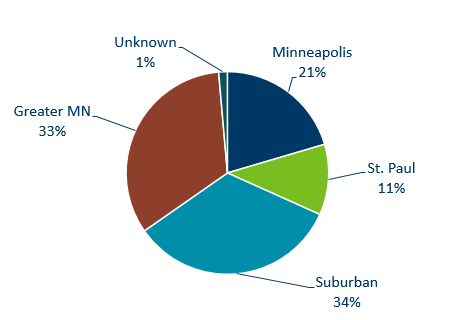 Unknown
1%
Minneapolis
21%
Greater MN
33%
St. Paul
11%
Suburban
34%